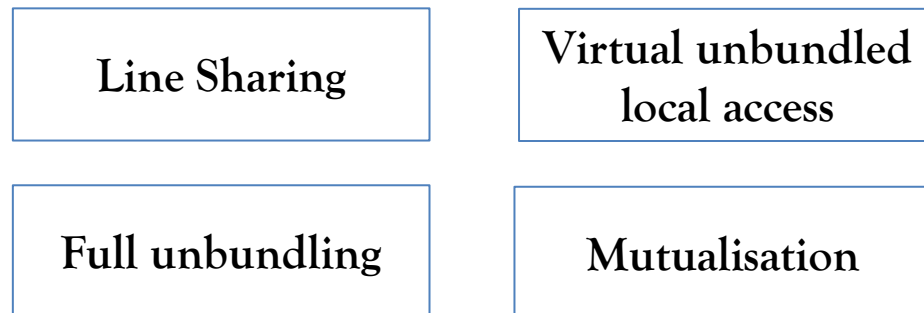 Line Sharing
Virtual unbundled
local access
Full unbundling
Mutualisation